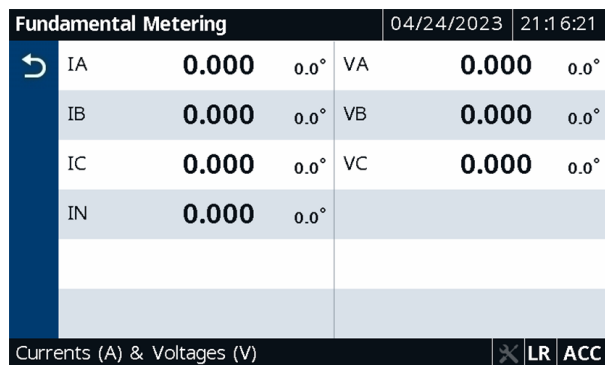 Fundamental Metering 04/24/2023 21:16:21
IA 0.000 0.0° VA 0.000 0.0°
IB 0.000 0.0° VB 0.000 0.0°
IC 0.000 0.0° VC 0.000 0.0°
IN 0.000 0.0°
Currents (A) & Voltages (V) LR ACC